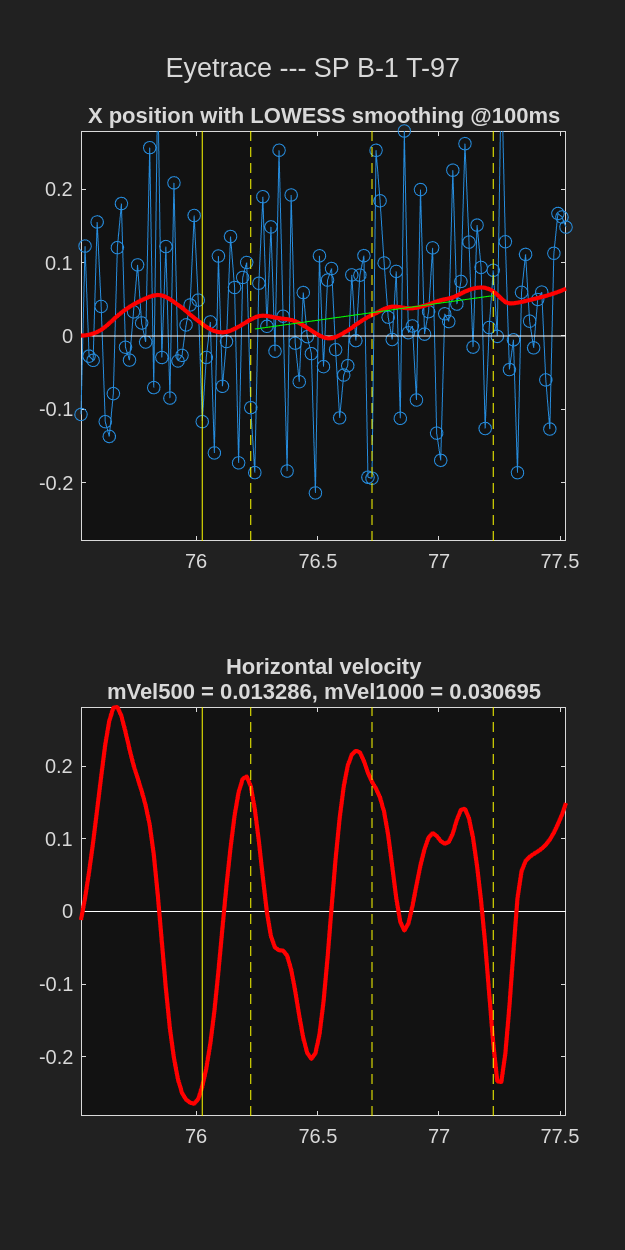 Eyetrace --- SP B-1 T-97
X position with LOWESS smoothing @100ms
0.2
0.1
0
-0.1
-0.2
76 76.5 77 77.5
Horizontal velocity
mVel500 = 0.013286, mVel1000 = 0.030695
0.2
0.1
0
-0.1
-0.2
76 76.5 77 77.5